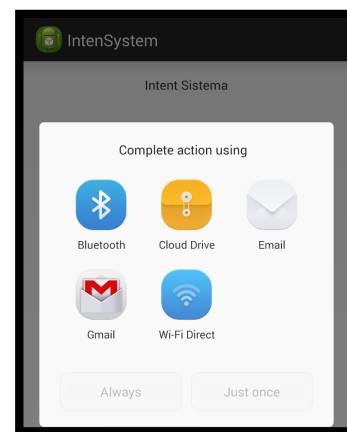 IntenSystem
Intent Sistema
Complete action using
Bluetooth Cloud Drive Email
Gmail Wi-Fi Direct
Always Just once